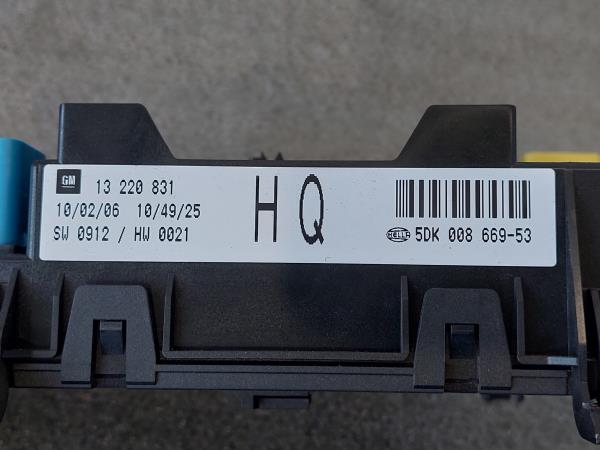 GM 13 220 831
10/02/06 10/49/25
SW 0912 / HW 0021
HQ
HELLA 5DK 008 669-53